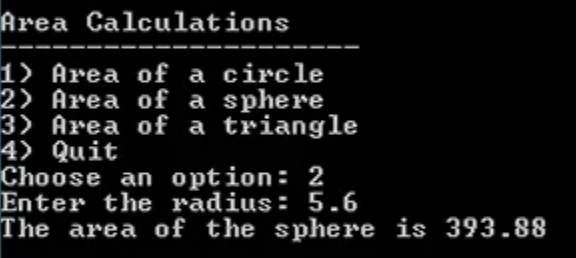 Area Calculations
---------------------
1) Area of a circle
2) Area of a sphere
3) Area of a triangle
4) Quit
Choose an option: 2
Enter the radius: 5.6
The area of the sphere is 393.88